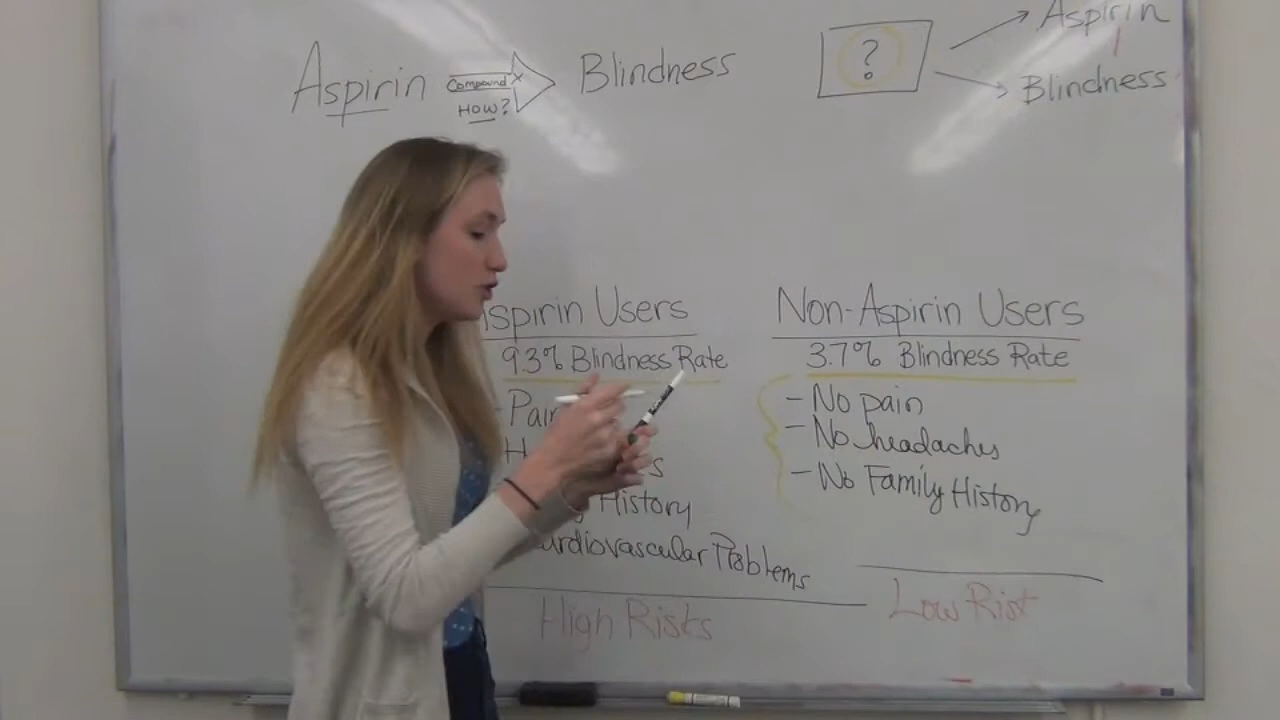 Aspirin Compound HOW? Blindness ? Aspirin
Blindness
Aspirin Users
9.3% Blindness Rate
History
Cardiovascular Problems
High Risks
Non-Aspirin Users
3.7% Blindness Rate
- No pain
- No headaches
- No Family History
Low Rist